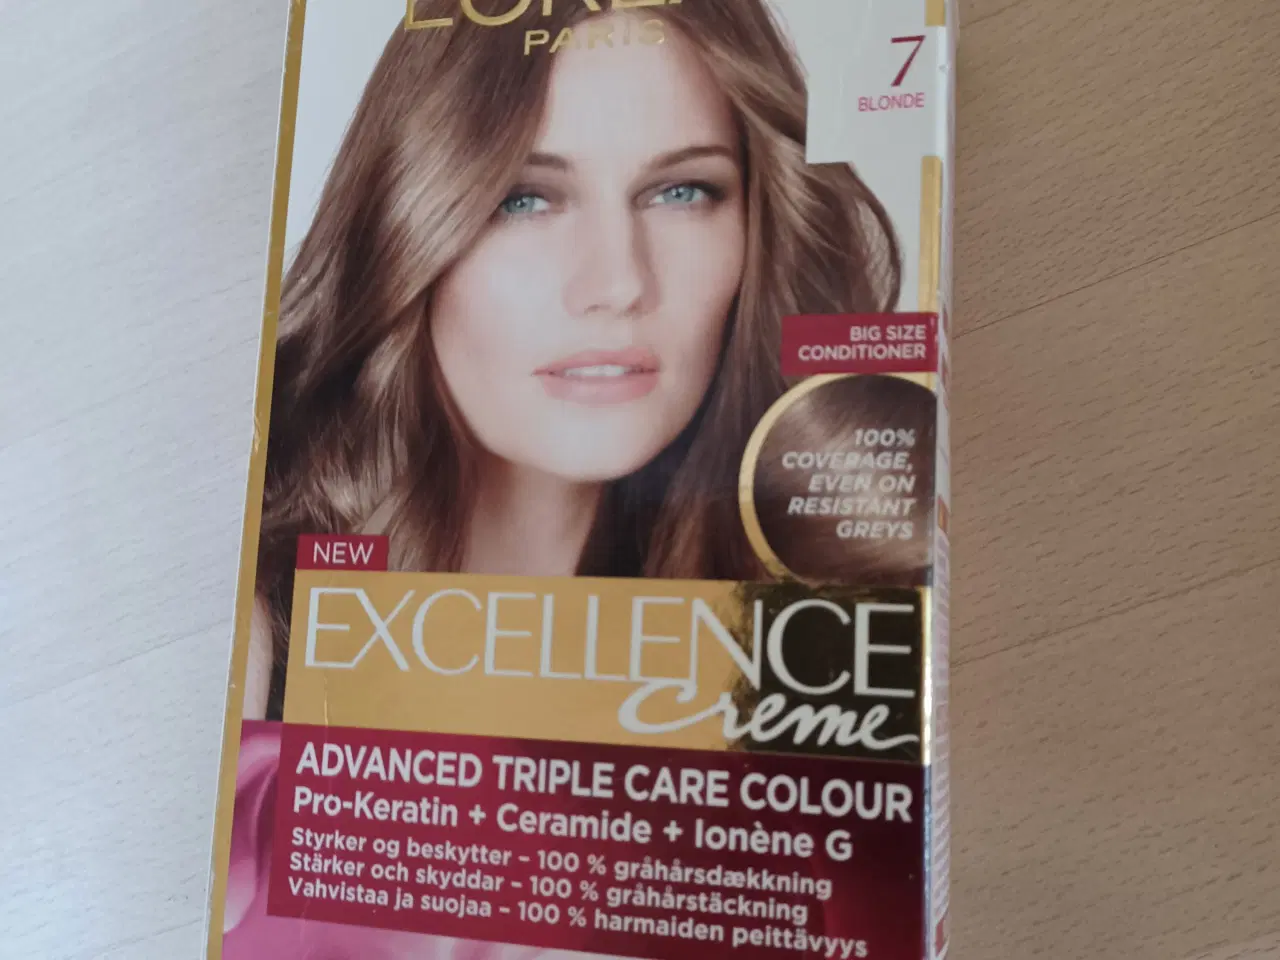 L'ORÉA
PARIS
7
BLONDE
BIG SIZE
CONDITIONER
100%
COVERAGE,
EVEN ON
RESISTANT
GREYS
NEW
EXCELLENCE
Creme
ADVANCED TRIPLE CARE COLOUR
Pro-Keratin + Ceramide + Ionène G
Styrker og beskytter – 100 % gråhårsdækkning
Stärker och skyddar – 100 % gråhårstäckning
Vahvistaa ja suojaa – 100 % harmaiden peittävyys